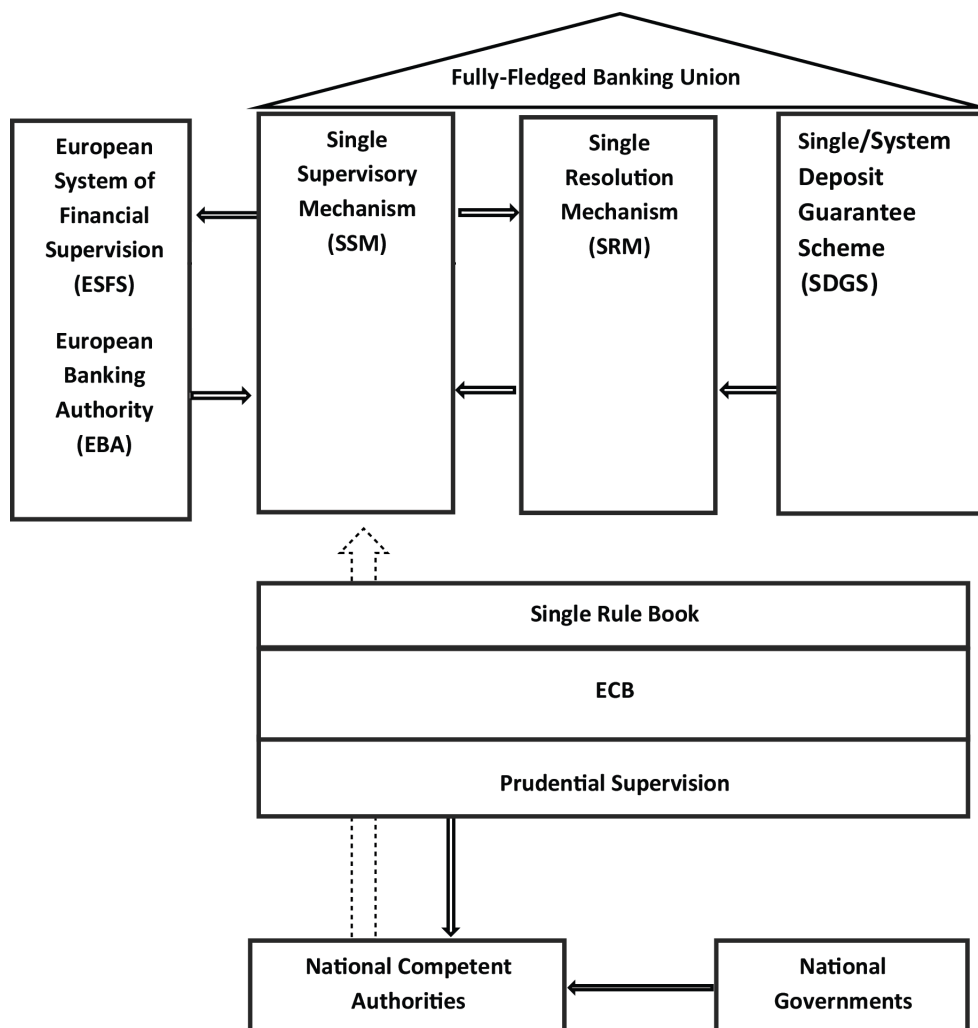 Fully-Fledged Banking Union
European
System of
Financial
Supervision
(ESFS)
European
Banking
Authority
(EBA)
Single
Supervisory
Mechanism
(SSM)
Single
Resolution
Mechanism
(SRM)
Single/System
Deposit
Guarantee
Scheme
(SDGS)
Single Rule Book
ECB
Prudential Supervision
National Competent
Authorities
National
Governments